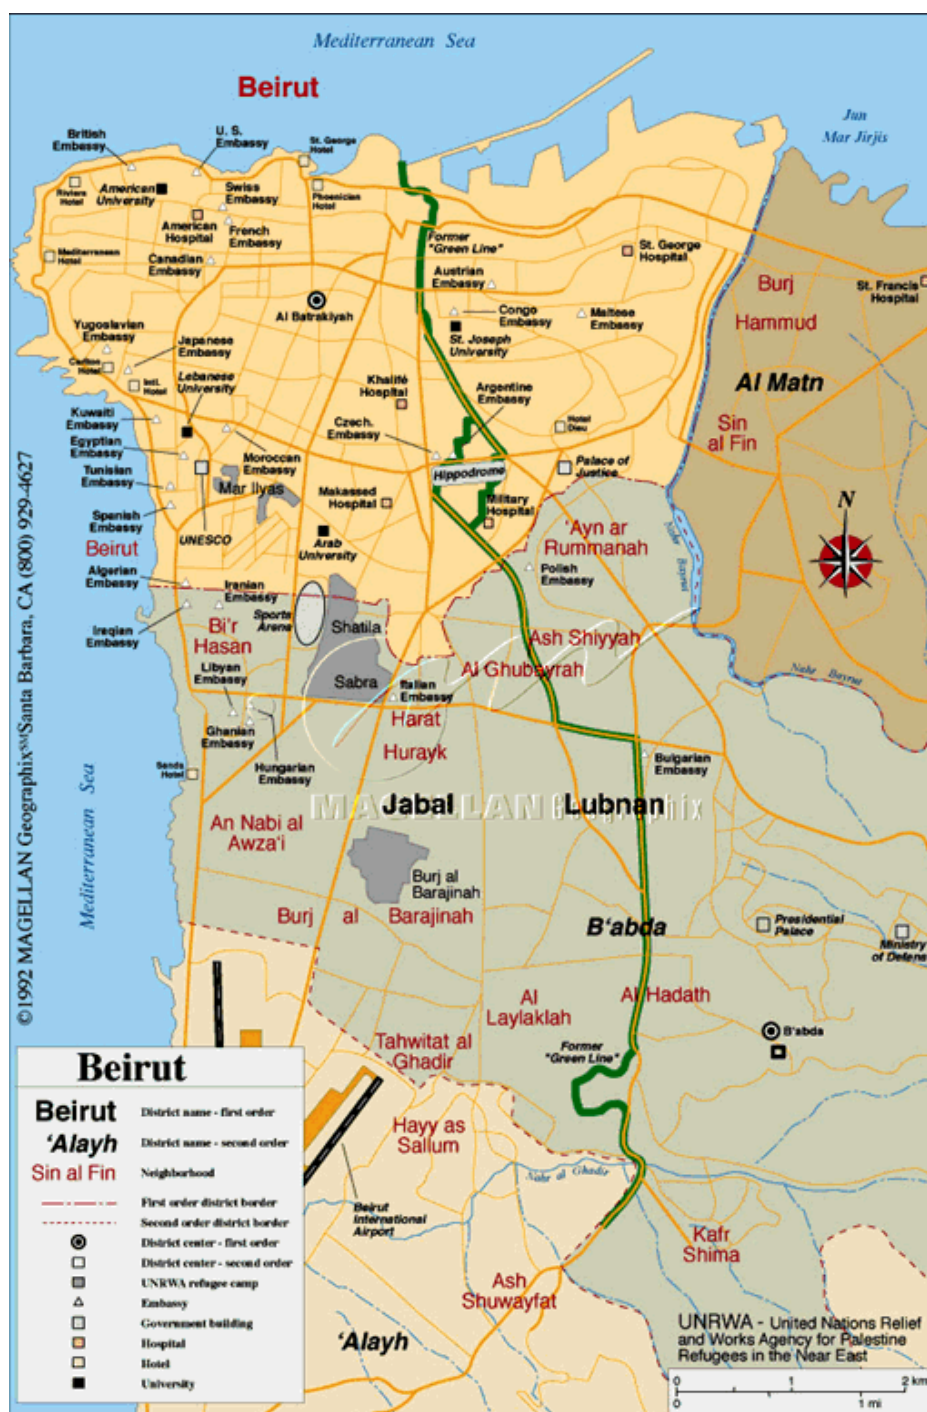 Mediterranean Sea
Beirut
Jun
Mar Jirjis
British
Embassy
U. S.
Embassy
St. George
Hotel
Riviera
Hotel
American
University
Swiss
Embassy
Phoenician
Hotel
American
Hospital
French
Embassy
Former
"Green Line"
St. George
Hospital
Mediterranean
Hotel
Canadian
Embassy
Austrian
Embassy
Burj
Hammud
St. Francis
Hospital
Al Batrakiyah
Congo
Embassy
Maltese
Embassy
St. Joseph
University
Yugoslavian
Embassy
Japanese
Embassy
Carlton
Hotel
Intl.
Hotel
Lebanese
University
Khalifé
Hospital
Argentine
Embassy
Al Matn
Kuwaiti
Embassy
Czech.
Embassy
Hotel
Dieu
Sin
al Fin
Egyptian
Embassy
Moroccan
Embassy
Hippodrome
Palace of
Justice
Tunisian
Embassy
Mar Ilyas
Makassed
Hospital
Military
Hospital
N
Spanish
Embassy
UNESCO
Arab
University
'Ayn ar
Rummanah
Nahr Bayrut
Beirut
Algerian
Embassy
Iranian
Embassy
Polish
Embassy
Sports
Arena
Iraqian
Embassy
Bi'r
Hasan
Shatila
Ash Shiyyah
Al Ghubayrah
Nahr Bayrut
Libyan
Embassy
Sabra
Italian
Embassy
Ghanian
Embassy
Harat
Hurayk
Hungarian
Embassy
Bulgarian
Embassy
Sands
Hotel
Mediterranean Sea
Jabal Lubnan
MAGELLAN Geographix
An Nabi al
Awza'i
Burj al
Barajinah
Burj al Barajinah
B'abda
Presidential
Palace
Ministry
of Defense
Al
Laylaklah
Al Hadath
Tahwitat al
Ghadir
Former
"Green Line"
B'abda
Hayy as
Sallum
Nahr al Ghadir
Beirut
International
Airport
Kafr
Shima
Ash
Shuwayfat
'Alayh
©1992 MAGELLAN Geographix℠Santa Barbara, CA (800) 929-4627
Beirut
Beirut District name - first order
'Alayh District name - second order
Sin al Fin Neighborhood
First order district border
Second order district border
District center - first order
District center - second order
UNRWA refugee camp
Embassy
Government building
Hospital
Hotel
University
UNRWA - United Nations Relief
and Works Agency for Palestine
Refugees in the Near East
0 1 2 km
0 1 mi